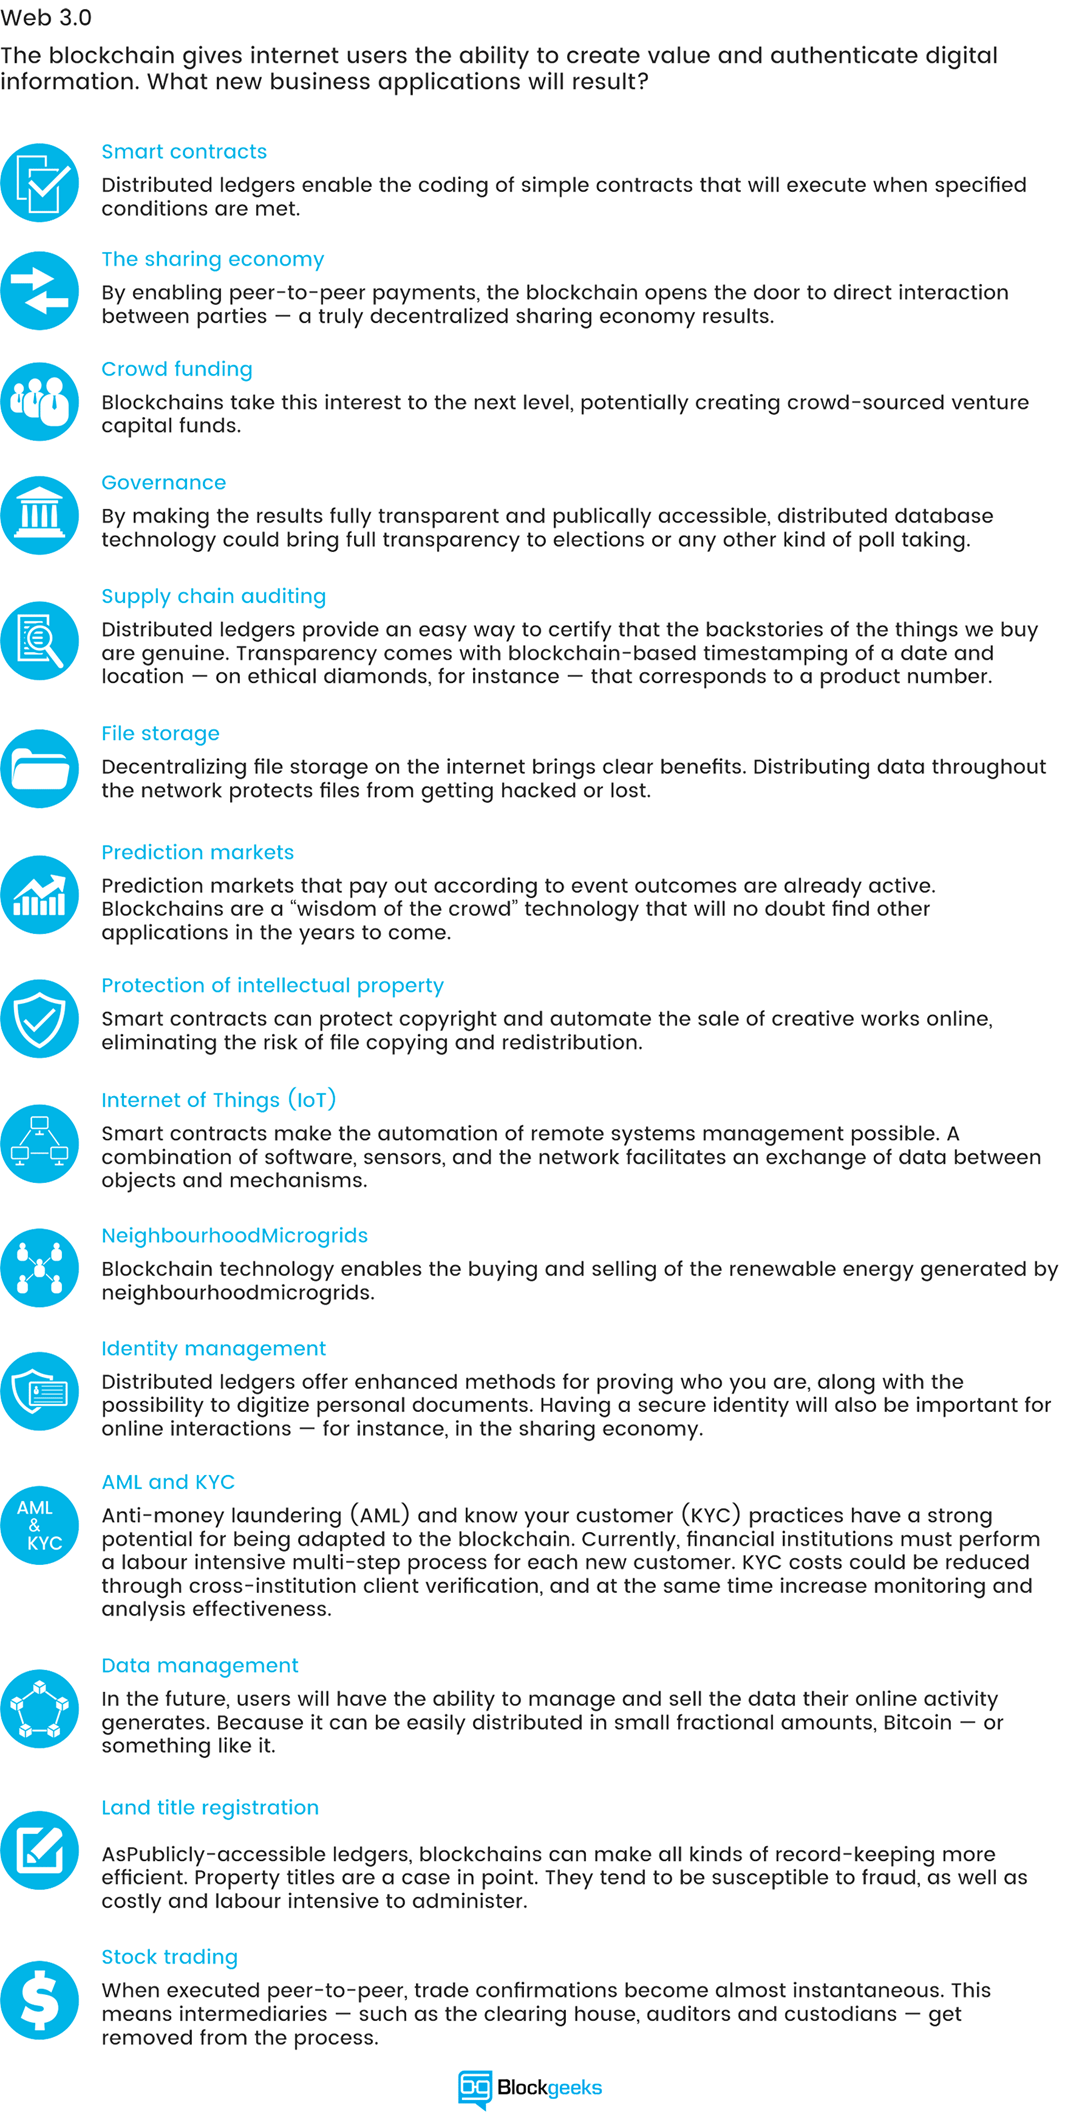 Web 3.0
The blockchain gives internet users the ability to create value and authenticate digital
information. What new business applications will result?
Smart contracts
Distributed ledgers enable the coding of simple contracts that will execute when specified
conditions are met.
The sharing economy
By enabling peer-to-peer payments, the blockchain opens the door to direct interaction
between parties — a truly decentralized sharing economy results.
Crowd funding
Blockchains take this interest to the next level, potentially creating crowd-sourced venture
capital funds.
Governance
By making the results fully transparent and publically accessible, distributed database
technology could bring full transparency to elections or any other kind of poll taking.
Supply chain auditing
Distributed ledgers provide an easy way to certify that the backstories of the things we buy
are genuine. Transparency comes with blockchain-based timestamping of a date and
location — on ethical diamonds, for instance — that corresponds to a product number.
File storage
Decentralizing file storage on the internet brings clear benefits. Distributing data throughout
the network protects files from getting hacked or lost.
Prediction markets
Prediction markets that pay out according to event outcomes are already active.
Blockchains are a “wisdom of the crowd” technology that will no doubt find other
applications in the years to come.
Protection of intellectual property
Smart contracts can protect copyright and automate the sale of creative works online,
eliminating the risk of file copying and redistribution.
Internet of Things (IoT)
Smart contracts make the automation of remote systems management possible. A
combination of software, sensors, and the network facilitates an exchange of data between
objects and mechanisms.
NeighbourhoodMicrogrids
Blockchain technology enables the buying and selling of the renewable energy generated by
neighbourhoodmicrogrids.
Identity management
Distributed ledgers offer enhanced methods for proving who you are, along with the
possibility to digitize personal documents. Having a secure identity will also be important for
online interactions — for instance, in the sharing economy.
AML
&
KYC
AML and KYC
Anti-money laundering (AML) and know your customer (KYC) practices have a strong
potential for being adapted to the blockchain. Currently, financial institutions must perform
a labour intensive multi-step process for each new customer. KYC costs could be reduced
through cross-institution client verification, and at the same time increase monitoring and
analysis effectiveness.
Data management
In the future, users will have the ability to manage and sell the data their online activity
generates. Because it can be easily distributed in small fractional amounts, Bitcoin — or
something like it.
Land title registration
AsPublicly-accessible ledgers, blockchains can make all kinds of record-keeping more
efficient. Property titles are a case in point. They tend to be susceptible to fraud, as well as
costly and labour intensive to administer.
Stock trading
When executed peer-to-peer, trade confirmations become almost instantaneous. This
means intermediaries — such as the clearing house, auditors and custodians — get
removed from the process.
Blockgeeks